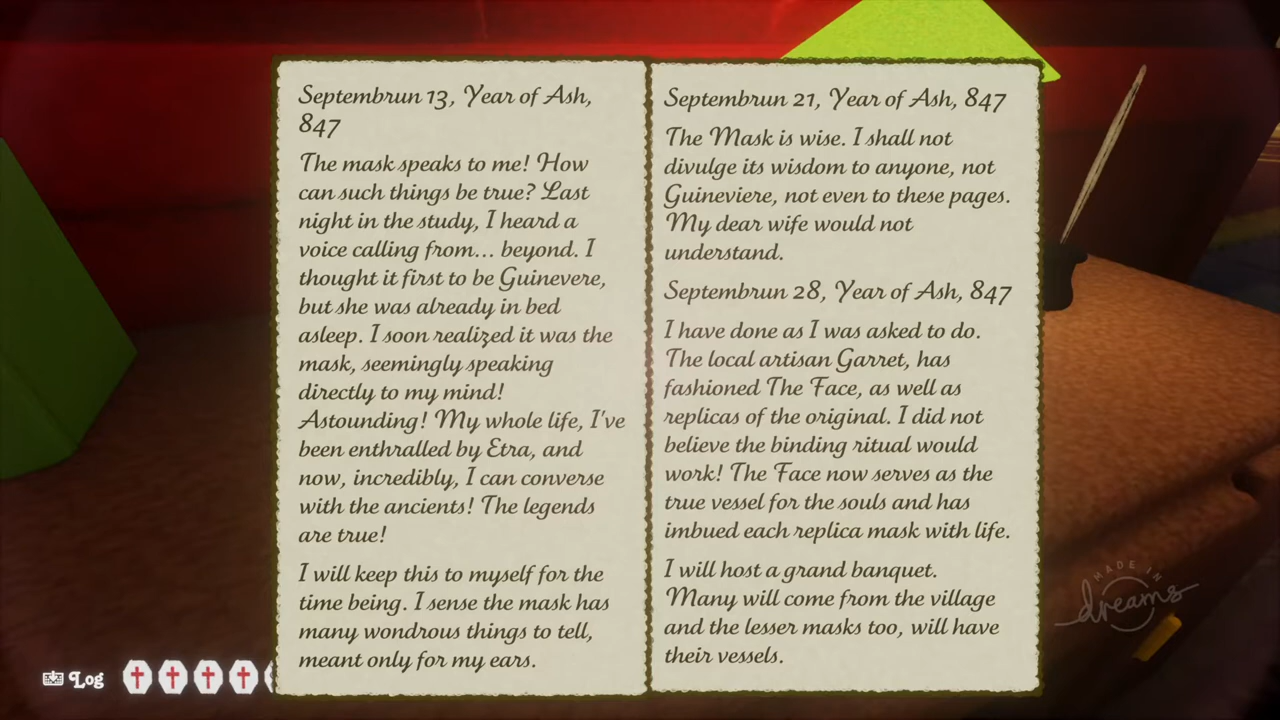 Septembrun 13, Year of Ash,
847
The mask speaks to me! How
can such things be true? Last
night in the study, I heard a
voice calling from... beyond. I
thought it first to be Guinevere,
but she was already in bed
asleep. I soon realized it was the
mask, seemingly speaking
directly to my mind!
Astounding! My whole life, I've
been enthralled by Etra, and
now, incredibly, I can converse
with the ancients! The legends
are true!
I will keep this to myself for the
time being. I sense the mask has
many wondrous things to tell,
meant only for my ears.
Septembrun 21, Year of Ash, 847
The Mask is wise. I shall not
divulge its wisdom to anyone, not
Guineviere, not even to these pages.
My dear wife would not
understand.
Septembrun 28, Year of Ash, 847
I have done as I was asked to do.
The local artisan Garret, has
fashioned The Face, as well as
replicas of the original. I did not
believe the binding ritual would
work! The Face now serves as the
true vessel for the souls and has
imbued each replica mask with life.
I will host a grand banquet.
Many will come from the village
and the lesser masks too, will have
their vessels.
Log
MADE IN
dreams